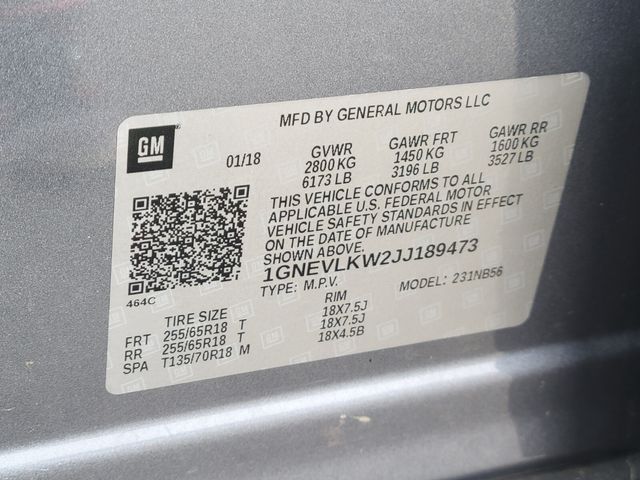 MFD BY GENERAL MOTORS LLC
GM
01/18
GVWR GAWR FRT GAWR RR
2800 KG 1450 KG 1600 KG
6173 LB 3196 LB 3527 LB
THIS VEHICLE CONFORMS TO ALL
APPLICABLE U.S. FEDERAL MOTOR
VEHICLE SAFETY STANDARDS IN EFFECT
ON THE DATE OF MANUFACTURE
SHOWN ABOVE.
1GNEVLKW2JJ189473
TYPE: M.P.V. MODEL: 231NB56
464C
TIRE SIZE RIM
FRT 255/65R18 T 18X7.5J
RR 255/65R18 T 18X7.5J
SPA T135/70R18 M 18X4.5B